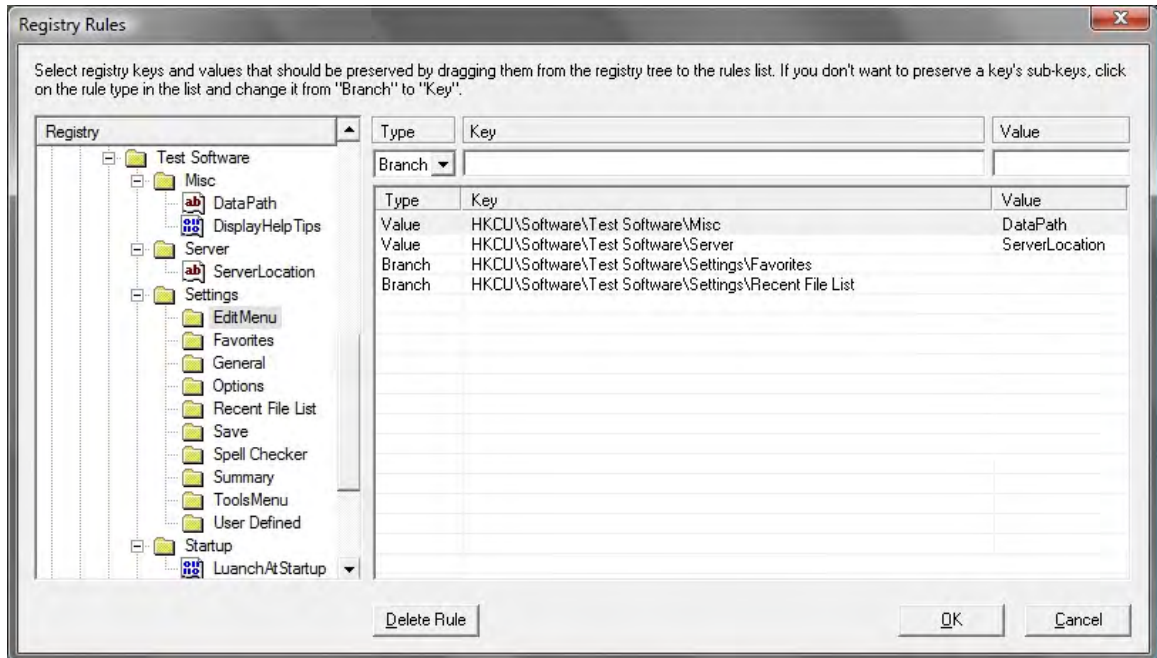 Registry Rules
Select registry keys and values that should be preserved by dragging them from the registry tree to the rules list. If you don't want to preserve a key's sub-keys, click
on the rule type in the list and change it from "Branch" to "Key".
Registry
Test Software
Misc
DataPath
DisplayHelpTips
Server
ServerLocation
Settings
EditMenu
Favorites
General
Options
Recent File List
Save
Spell Checker
Summary
ToolsMenu
User Defined
Startup
LuanchAtStartup
Type Key Value
Branch
Type Key Value
Value HKCU\Software\Test Software\Misc DataPath
Value HKCU\Software\Test Software\Server ServerLocation
Branch HKCU\Software\Test Software\Settings\Favorites
Branch HKCU\Software\Test Software\Settings\Recent File List
Delete Rule OK Cancel